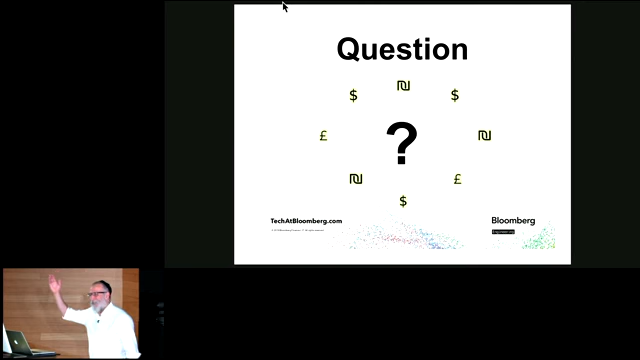 Question
₪
$ $
£ ? ₪
₪ £
$
TechAtBloomberg.com
Bloomberg
Engineering